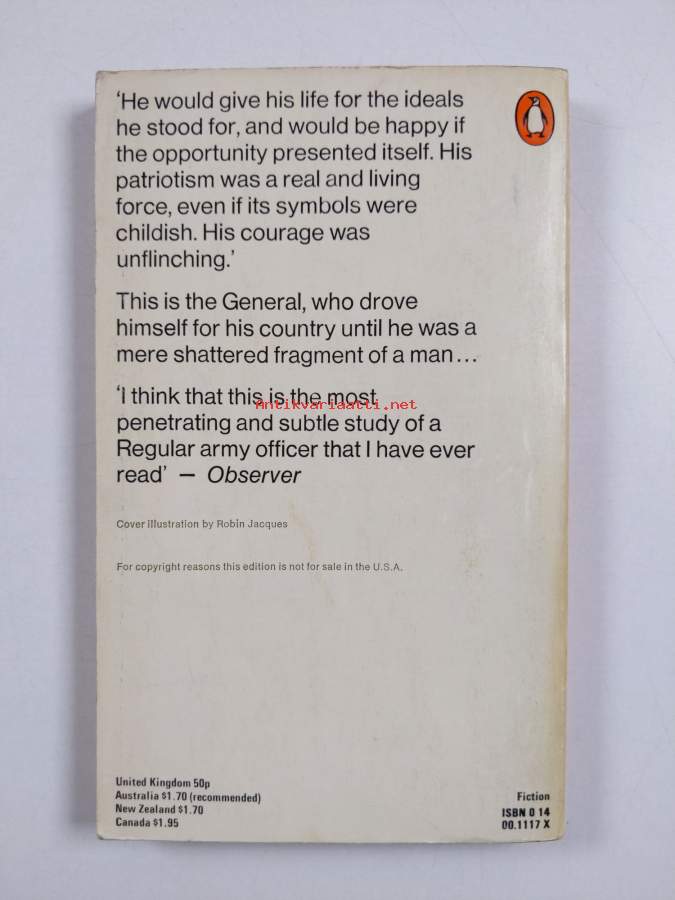 ‘He would give his life for the ideals
he stood for, and would be happy if
the opportunity presented itself. His
patriotism was a real and living
force, even if its symbols were
childish. His courage was
unflinching.’
This is the General, who drove
himself for his country until he was a
mere shattered fragment of a man...
‘I think that this is the most
Antikvariaatti.net
penetrating and subtle study of a
Regular army officer that I have ever
read’ — Observer
Cover illustration by Robin Jacques
For copyright reasons this edition is not for sale in the U.S.A.
United Kingdom 50p
Australia $1.70 (recommended)
New Zealand $1.70
Canada $1.95
Fiction
ISBN 0 14
00.1117 X